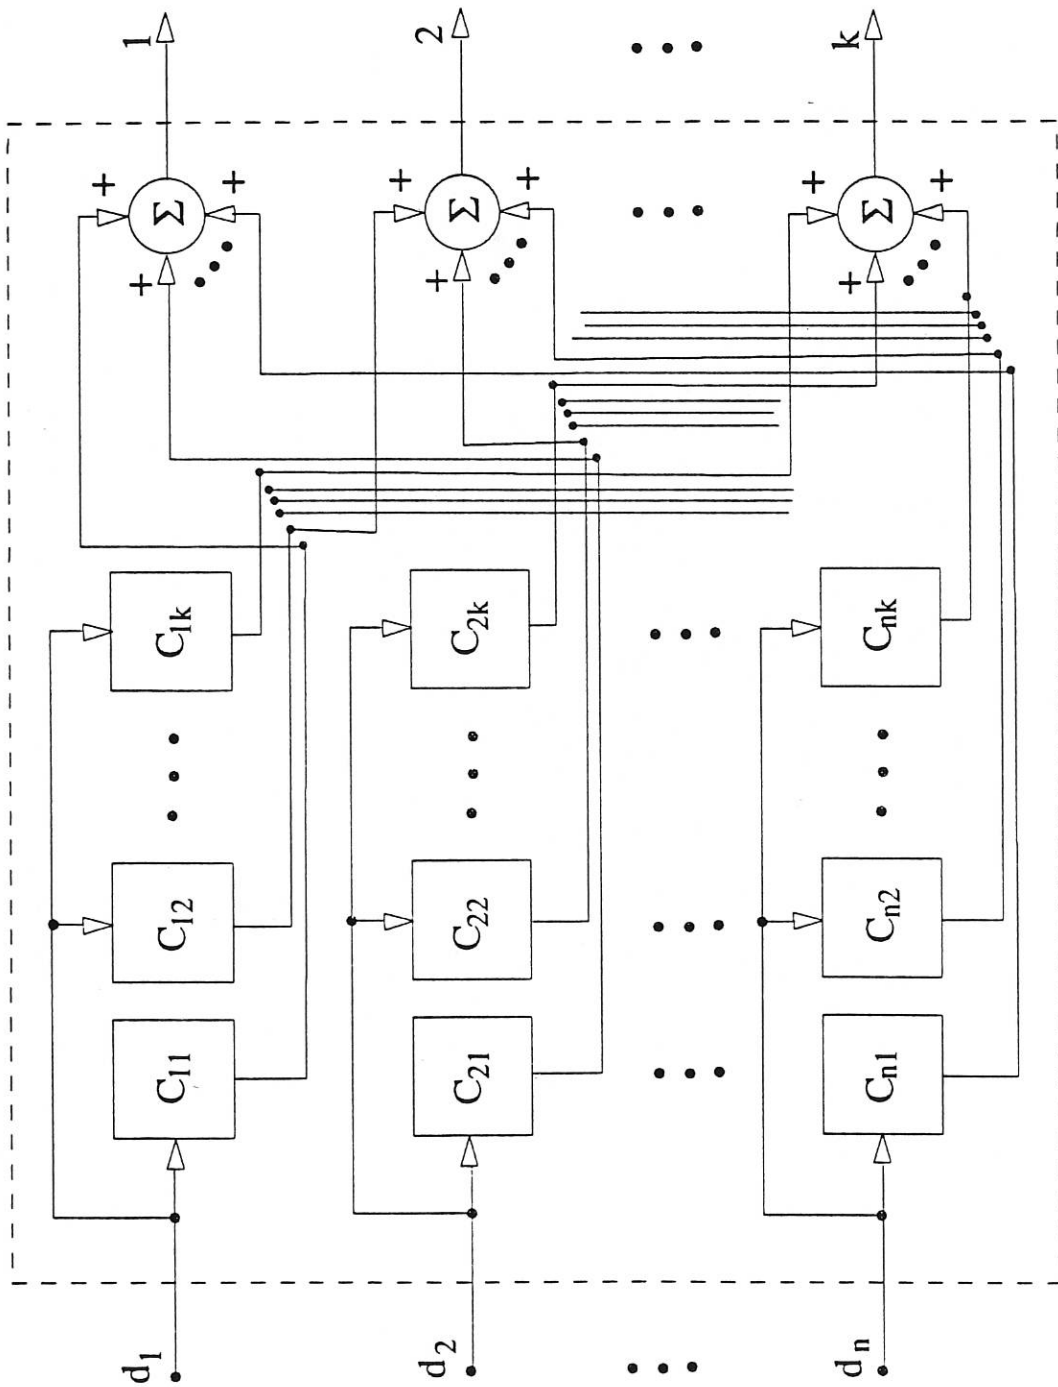 1
2
k
+
+
+
Σ
+
+
+
Σ
+
+
+
Σ
C1k
C2k
Cnk
C12
C22
Cn2
C11
C21
Cn1
d1
d2
dn